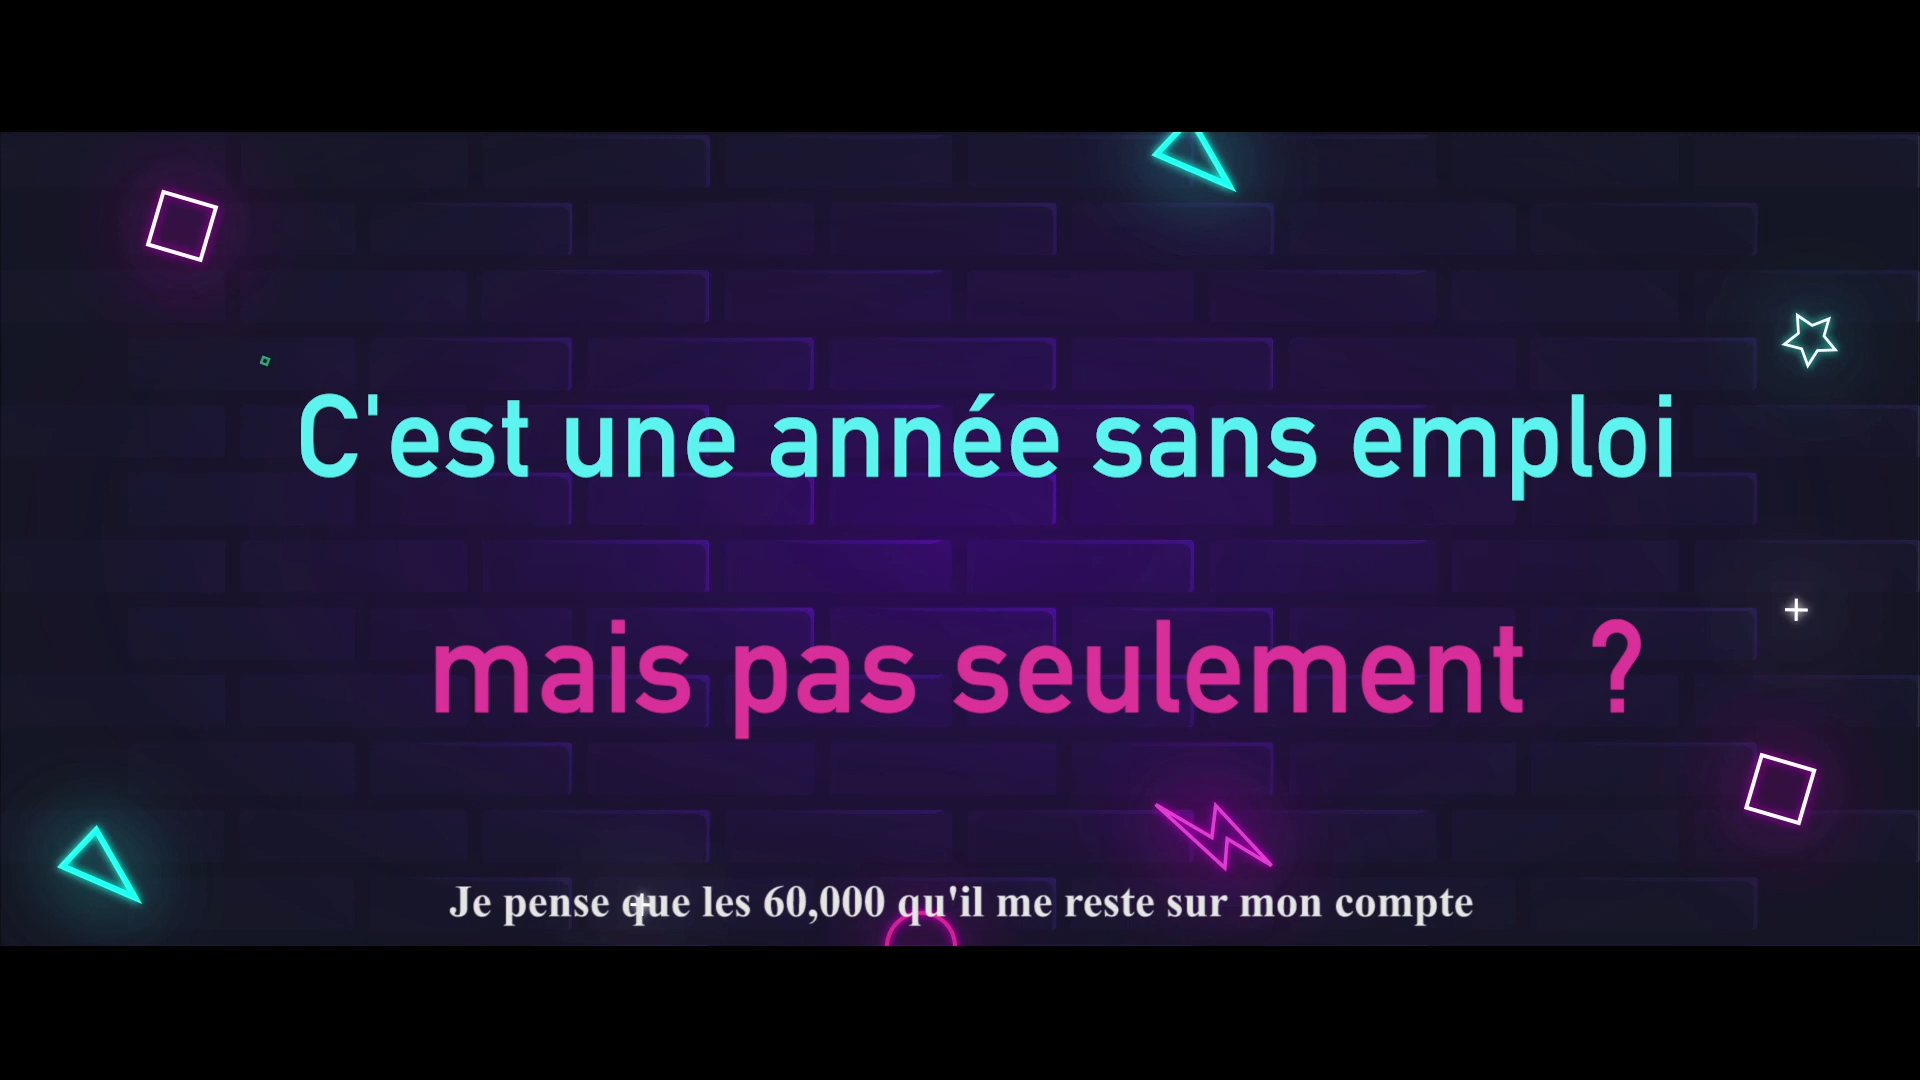 C'est une année sans emploi
mais pas seulement ?
Je pense que les 60,000 qu'il me reste sur mon compte